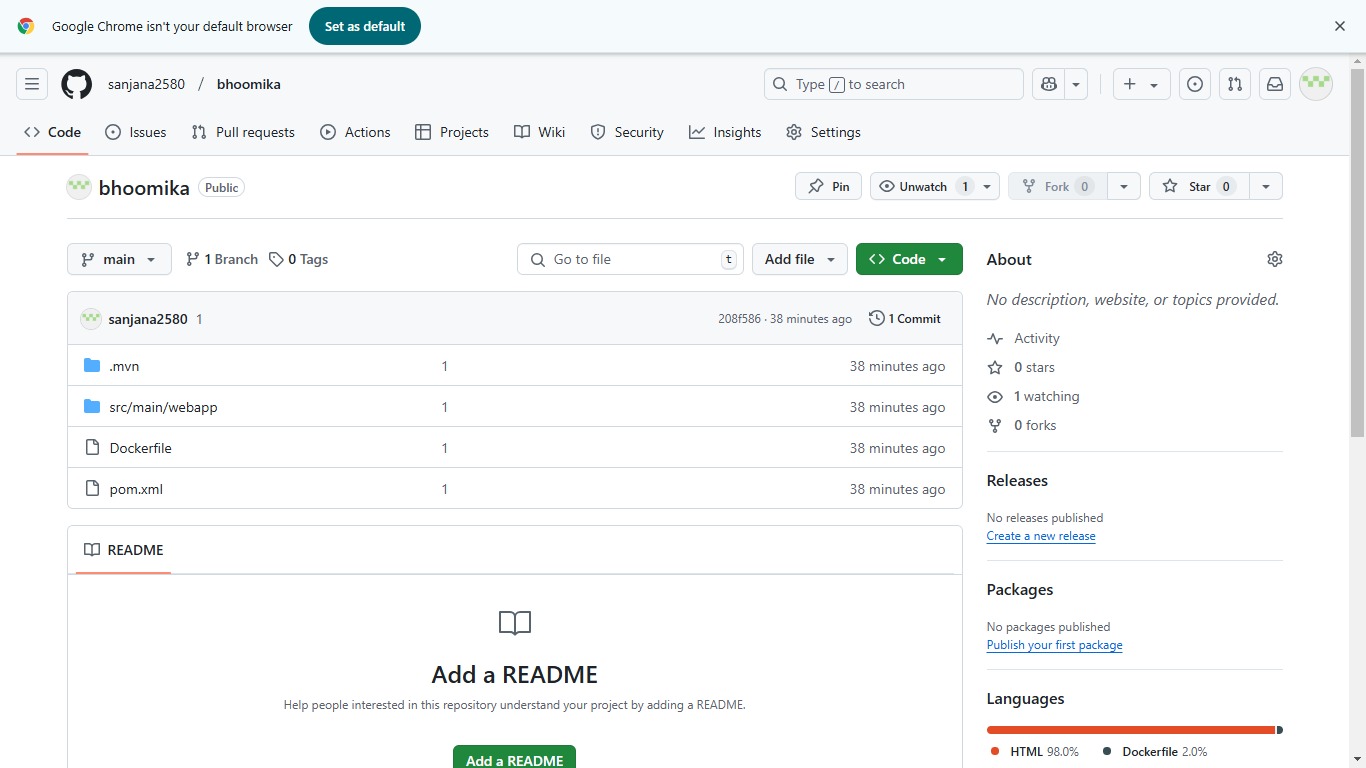 Google Chrome isn't your default browser Set as default
sanjana2580 / bhoomika Type / to search
Code Issues Pull requests Actions Projects Wiki Security Insights Settings
bhoomika Public Pin Unwatch 1 Fork 0 Star 0
main 1 Branch 0 Tags Go to file t Add file Code
About
No description, website, or topics provided.
sanjana2580 1 208f586 · 38 minutes ago 1 Commit
.mvn 1 38 minutes ago
src/main/webapp 1 38 minutes ago
Dockerfile 1 38 minutes ago
pom.xml 1 38 minutes ago
Activity
0 stars
1 watching
0 forks
Releases
No releases published
Create a new release
README
Add a README
Help people interested in this repository understand your project by adding a README.
Add a README
Packages
No packages published
Publish your first package
Languages
HTML 98.0% Dockerfile 2.0%